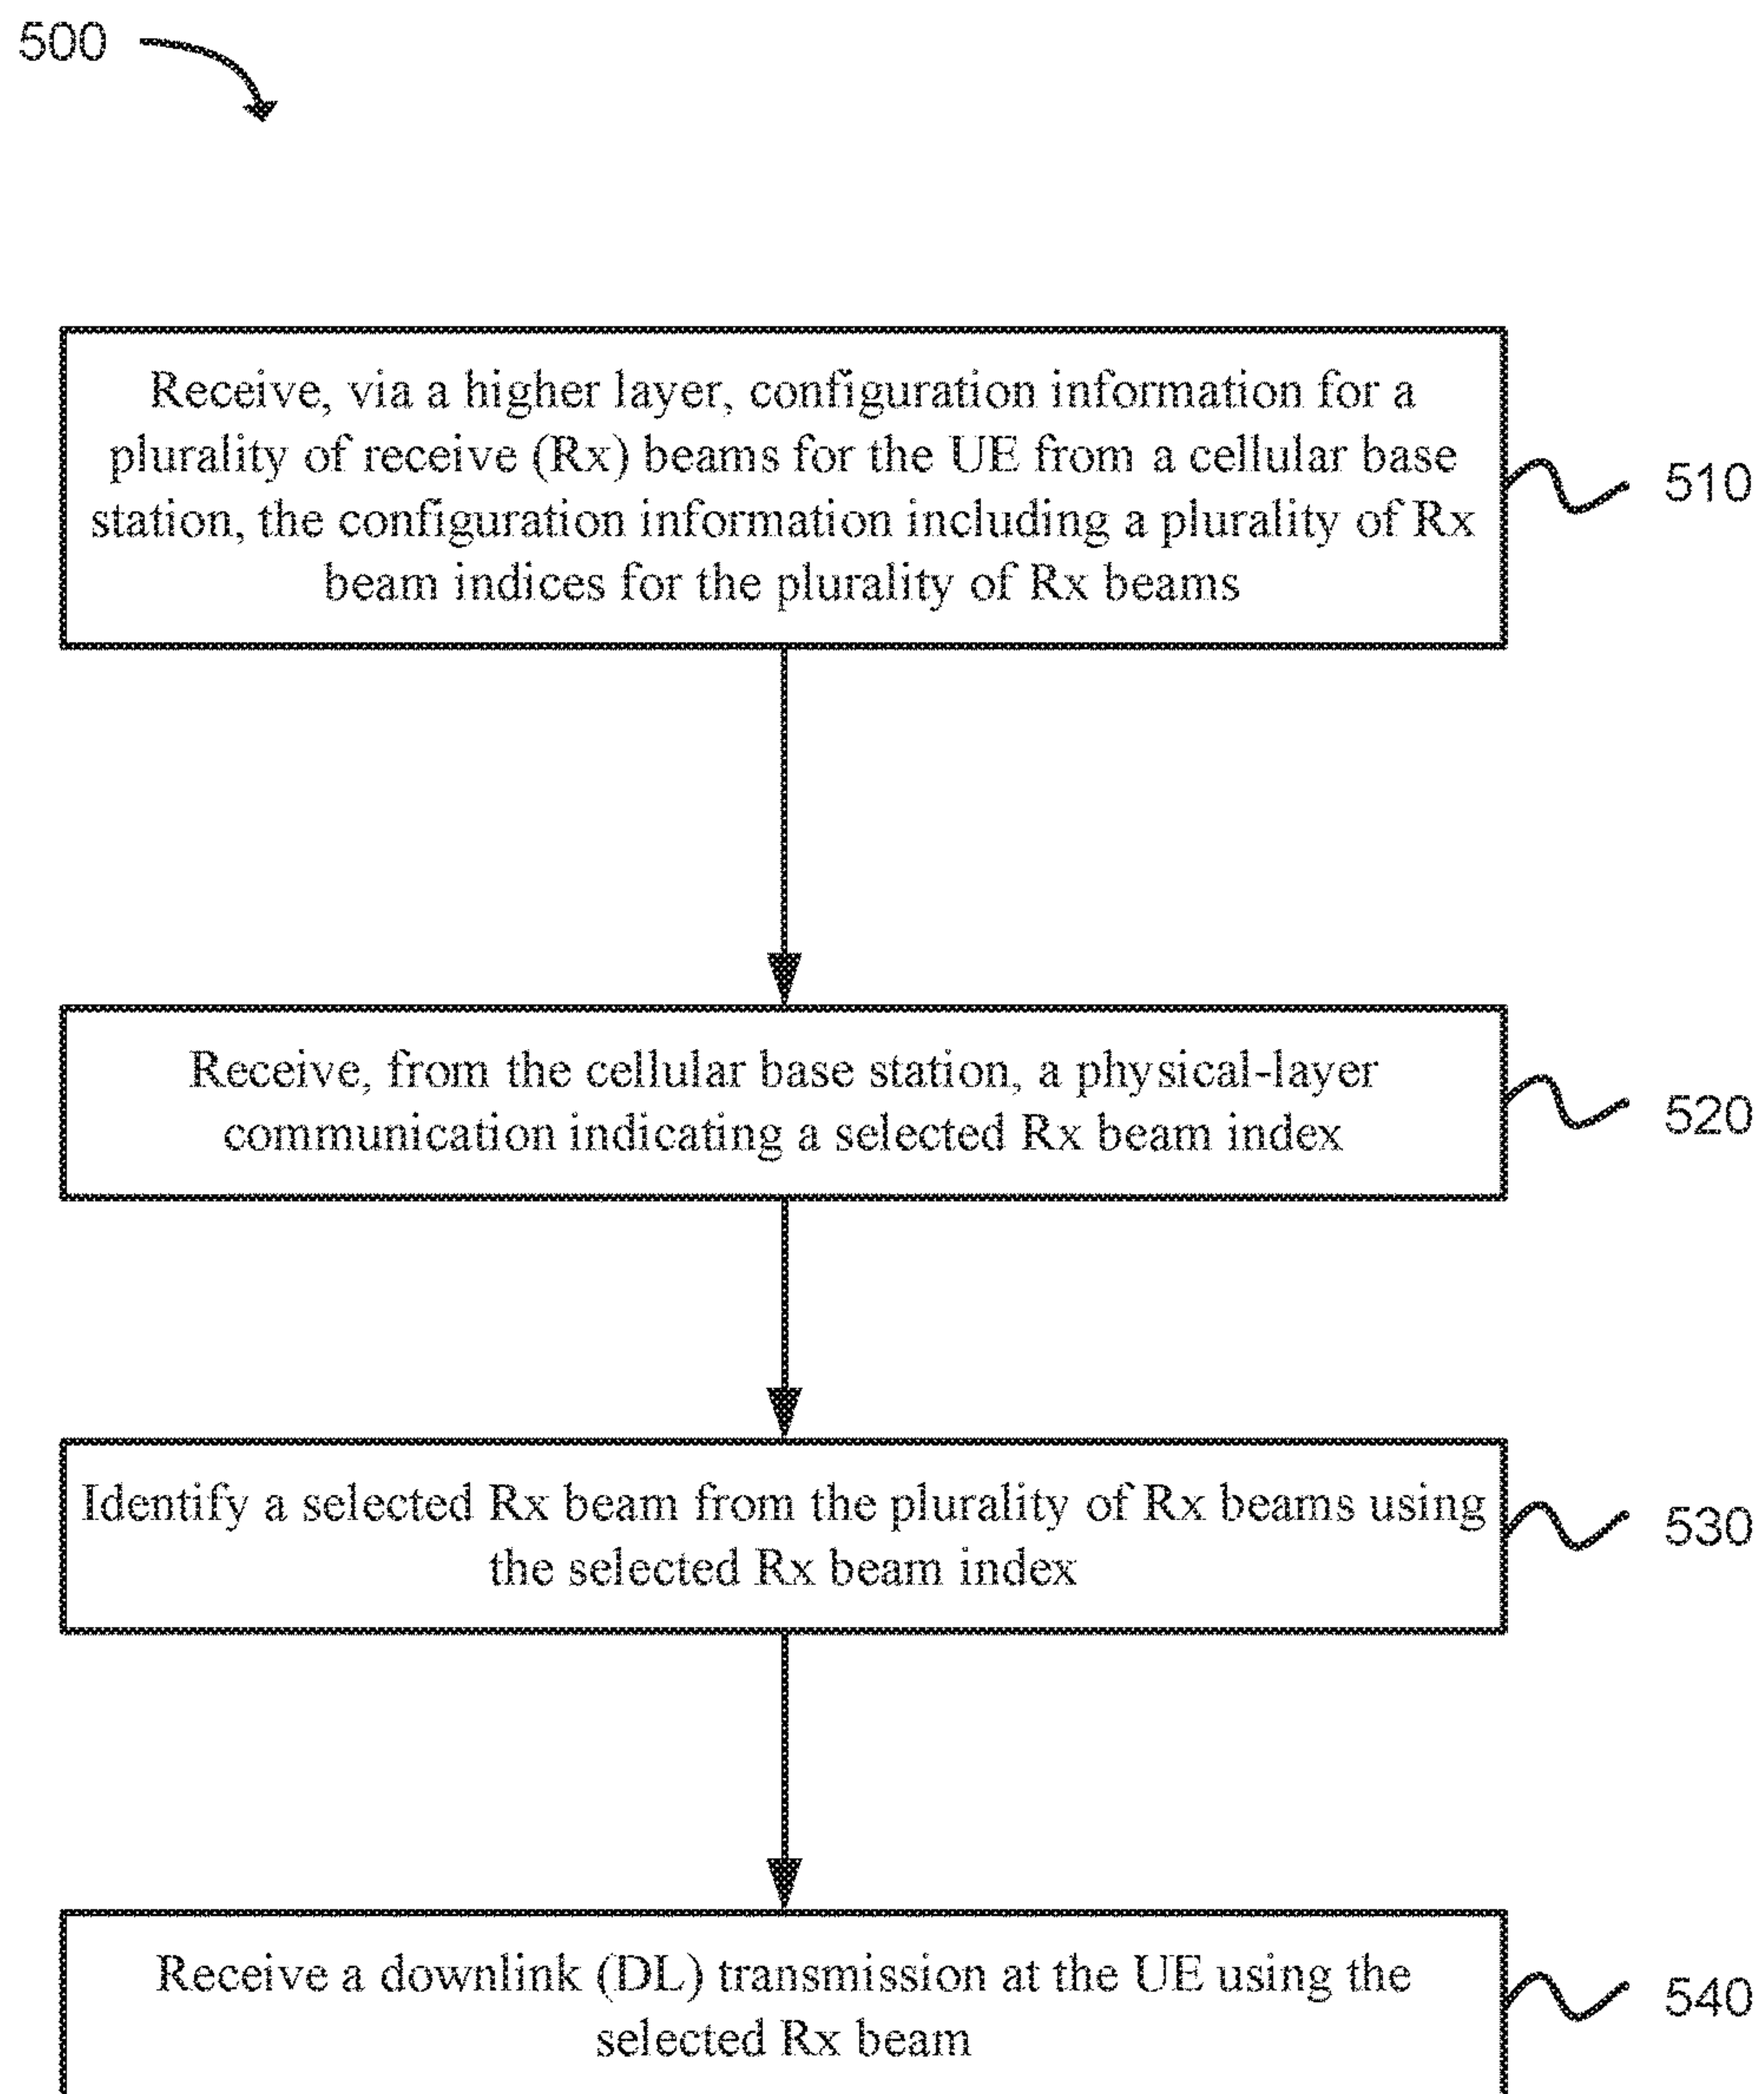 500
Receive, via a higher layer, configuration information for a
plurality of receive (Rx) beams for the UE from a cellular base
station, the configuration information including a plurality of Rx
beam indices for the plurality of Rx beams
510
Receive, from the cellular base station, a physical-layer
communication indicating a selected Rx beam index
520
Identify a selected Rx beam from the plurality of Rx beams using
the selected Rx beam index
530
Receive a downlink (DL) transmission at the UE using the
selected Rx beam
540